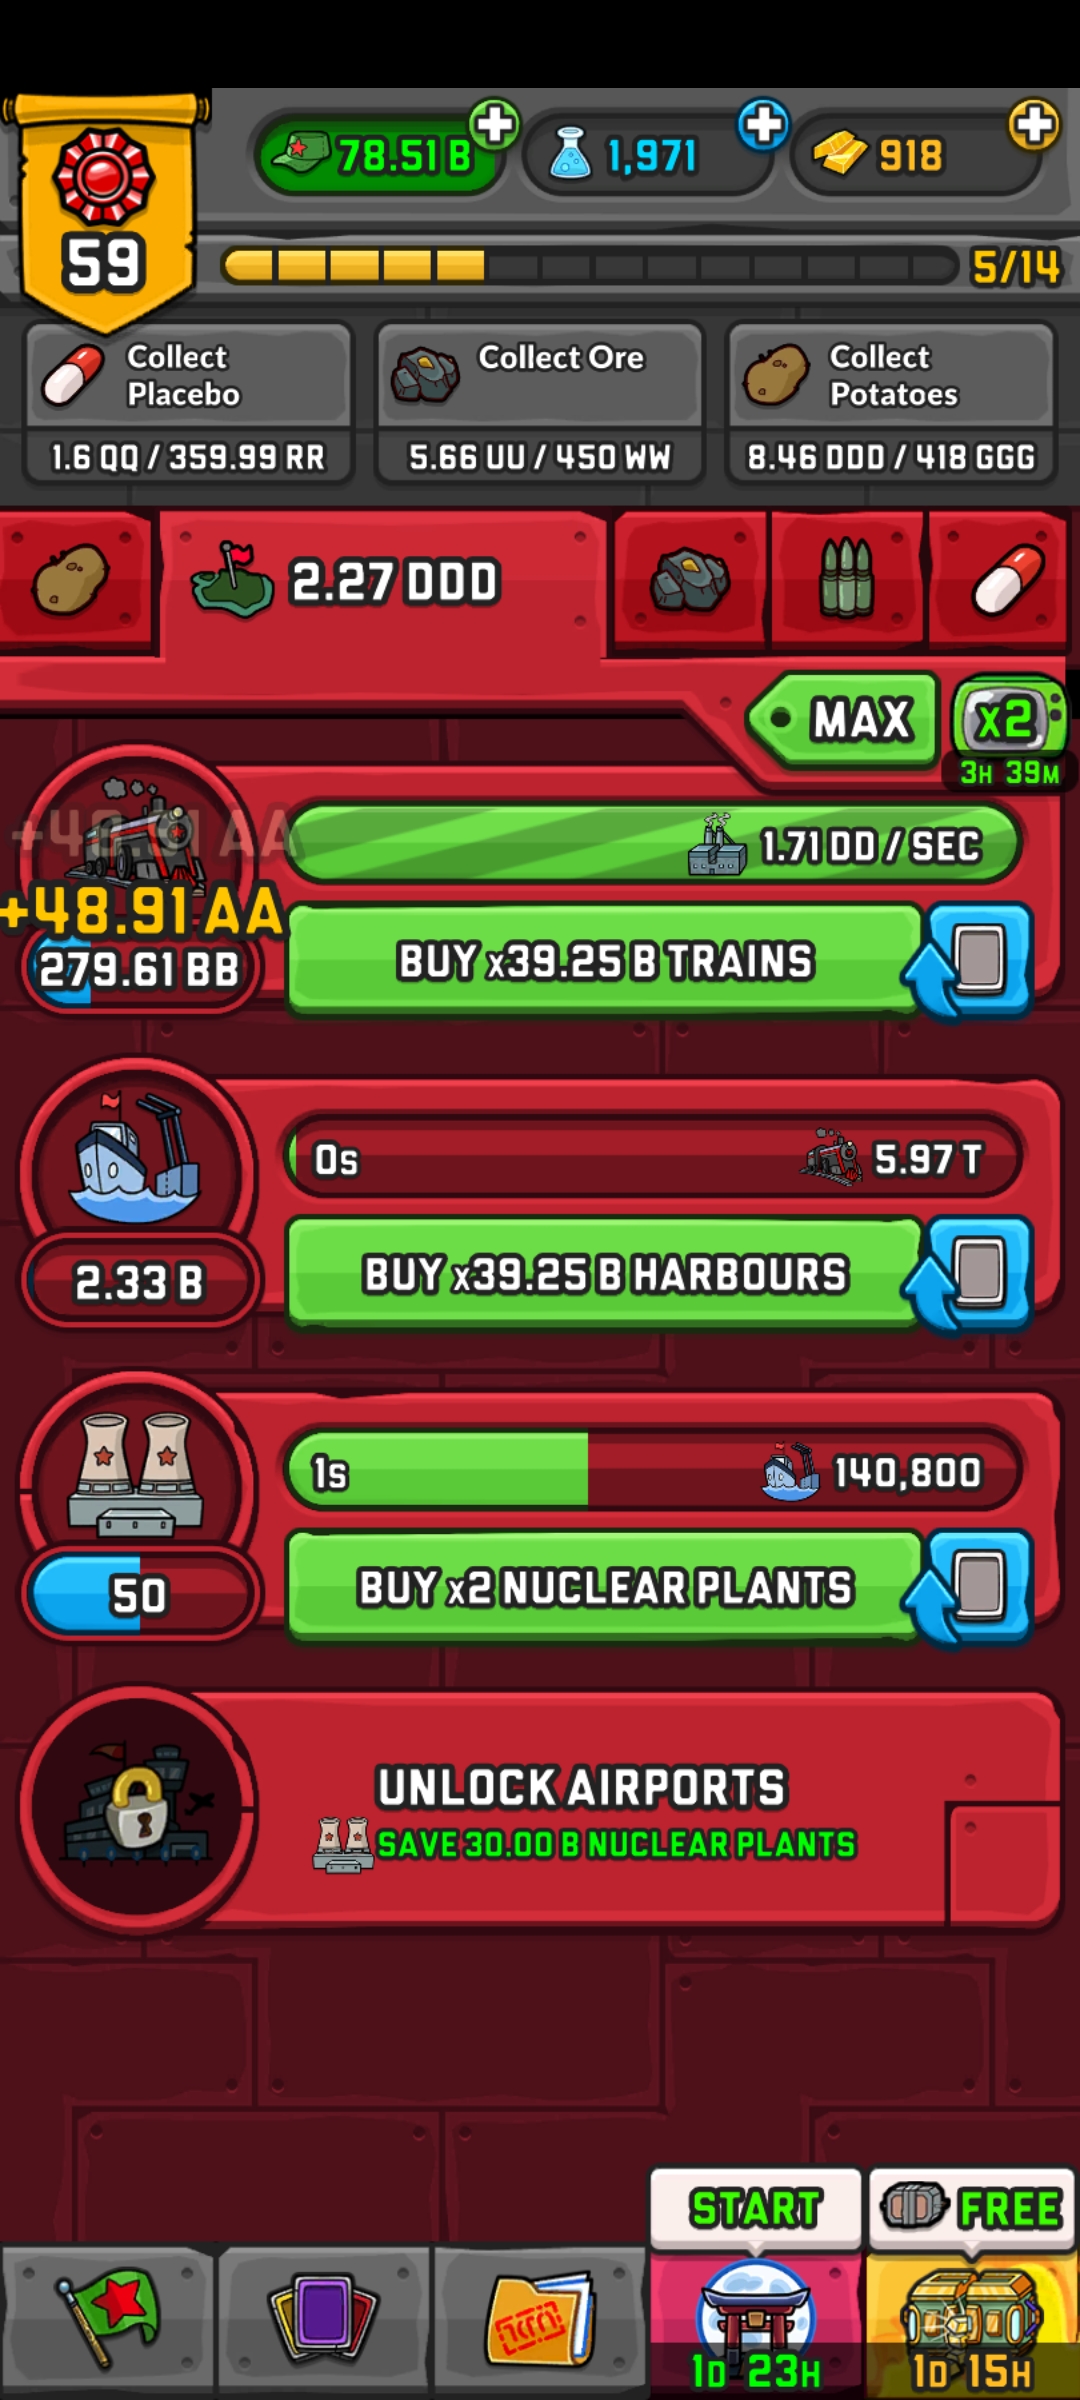 78.51 B
1,971
918
59
5/14
Collect
Placebo
1.6 QQ / 359.99 RR
Collect Ore
5.66 UU / 450 WW
Collect
Potatoes
8.46 DDD / 418 GGG
2.27 DDD
MAX
x2
3H 39M
+48.91 AA
1.71 DD / SEC
+48.91 AA
279.61 BB
BUY x39.25 B TRAINS
0s
5.97 T
2.33 B
BUY x39.25 B HARBOURS
1s
140,800
50
BUY x2 NUCLEAR PLANTS
UNLOCK AIRPORTS
SAVE 30.00 B NUCLEAR PLANTS
START
FREE
1D 23H
1D 15H